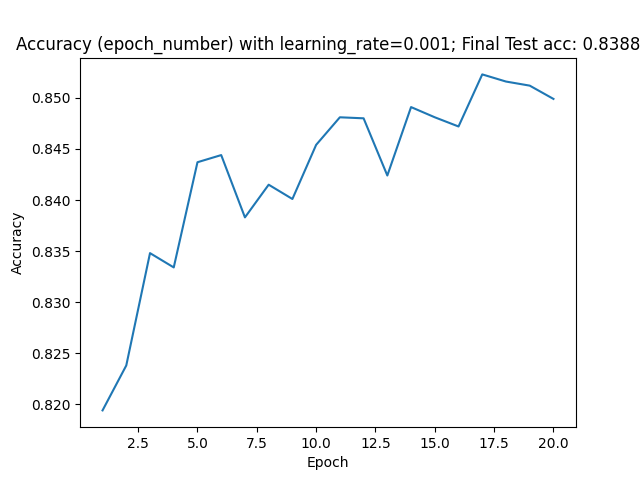 Accuracy (epoch_number) with learning_rate=0.001; Final Test acc: 0.8388
0.850
0.845
0.840
0.835
0.830
0.825
0.820
Accuracy
2.5 5.0 7.5 10.0 12.5 15.0 17.5 20.0
Epoch